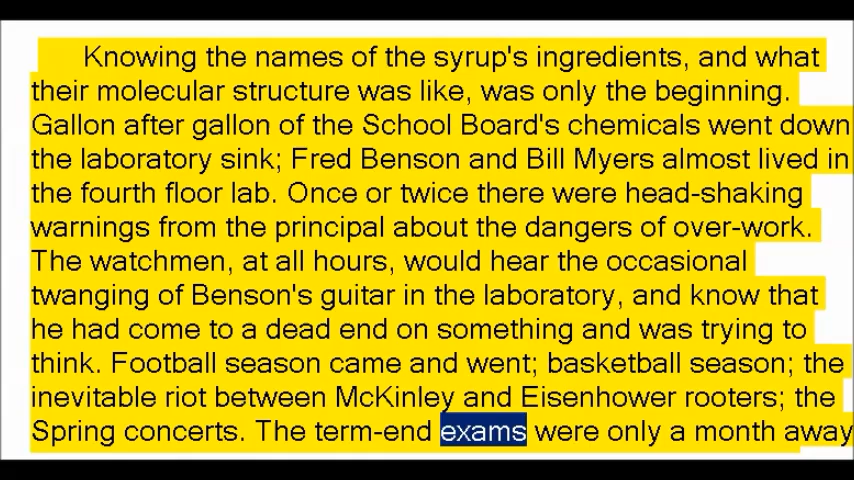 Knowing the names of the syrup's ingredients, and what
their molecular structure was like, was only the beginning.
Gallon after gallon of the School Board's chemicals went down
the laboratory sink; Fred Benson and Bill Myers almost lived in
the fourth floor lab. Once or twice there were head-shaking
warnings from the principal about the dangers of over-work.
The watchmen, at all hours, would hear the occasional
twanging of Benson's guitar in the laboratory, and know that
he had come to a dead end on something and was trying to
think. Football season came and went; basketball season; the
inevitable riot between McKinley and Eisenhower rooters; the
Spring concerts. The term-end exams were only a month away